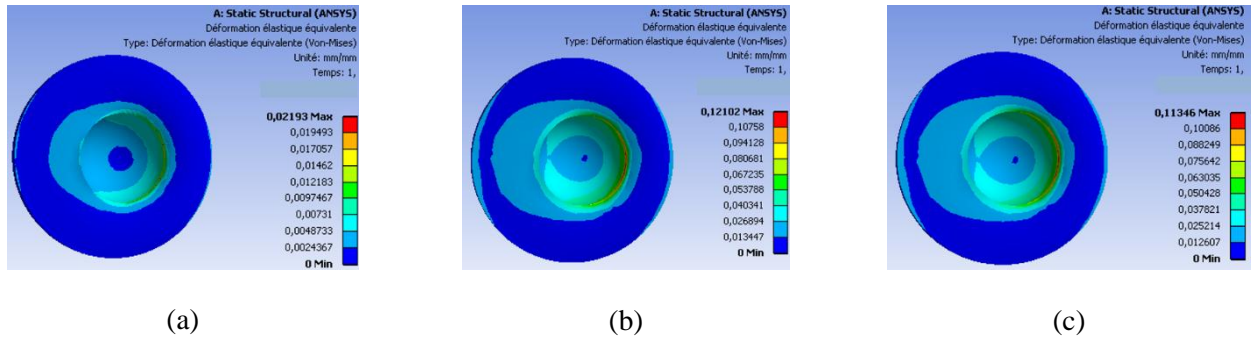 A: Static Structural (ANSYS)
Déformation élastique équivalente
Type: Déformation élastique équivalente (Von-Mises)
Unité: mm/mm
Temps: 1,
0,02193 Max
0,019493
0,017057
0,01462
0,012183
0,0097467
0,00731
0,0048733
0,0024367
0 Min
(a)
A: Static Structural (ANSYS)
Déformation élastique équivalente
Type: Déformation élastique équivalente (Von-Mises)
Unité: mm/mm
Temps: 1,
0,12102 Max
0,10758
0,094128
0,080681
0,067235
0,053788
0,040341
0,026894
0,013447
0 Min
(b)
A: Static Structural (ANSYS)
Déformation élastique équivalente
Type: Déformation élastique équivalente (Von-Mises)
Unité: mm/mm
Temps: 1,
0,11346 Max
0,10086
0,088249
0,075642
0,063035
0,050428
0,037821
0,025214
0,012607
0 Min
(c)